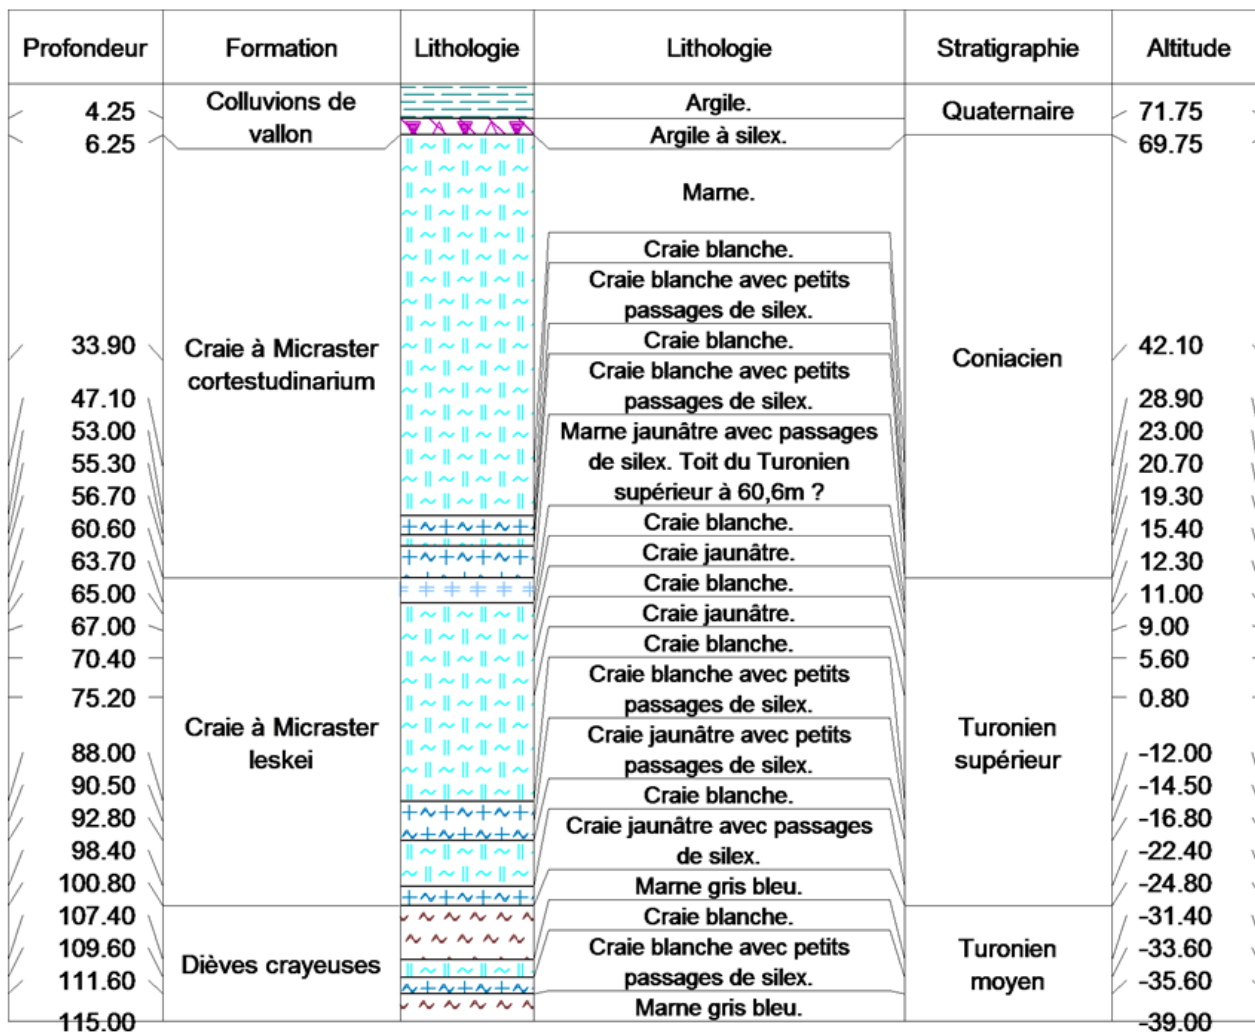 Profondeur Formation Lithologie Lithologie Stratigraphie Altitude
4.25
6.25
33.90
47.10
53.00
55.30
56.70
60.60
63.70
65.00
67.00
70.40
75.20
88.00
90.50
92.80
98.40
100.80
107.40
109.60
111.60
115.00
Colluvions de
vallon
Craie à Micraster
cortestudinarium
Craie à Micraster
leskei
Dièves crayeuses
Argile.
Argile à silex.
Marne.
Craie blanche.
Craie blanche avec petits
passages de silex.
Craie blanche.
Craie blanche avec petits
passages de silex.
Marne jaunâtre avec passages
de silex. Toit du Turonien
supérieur à 60,6m ?
Craie blanche.
Craie jaunâtre.
Craie blanche.
Craie jaunâtre.
Craie blanche.
Craie blanche avec petits
passages de silex.
Craie jaunâtre avec petits
passages de silex.
Craie blanche.
Craie jaunâtre avec passages
de silex.
Marne gris bleu.
Craie blanche.
Craie blanche avec petits
passages de silex.
Marne gris bleu.
Quaternaire
Coniacien
Turonien
supérieur
Turonien
moyen
71.75
69.75
42.10
28.90
23.00
20.70
19.30
15.40
12.30
11.00
9.00
5.60
0.80
-12.00
-14.50
-16.80
-22.40
-24.80
-31.40
-33.60
-35.60
-39.00